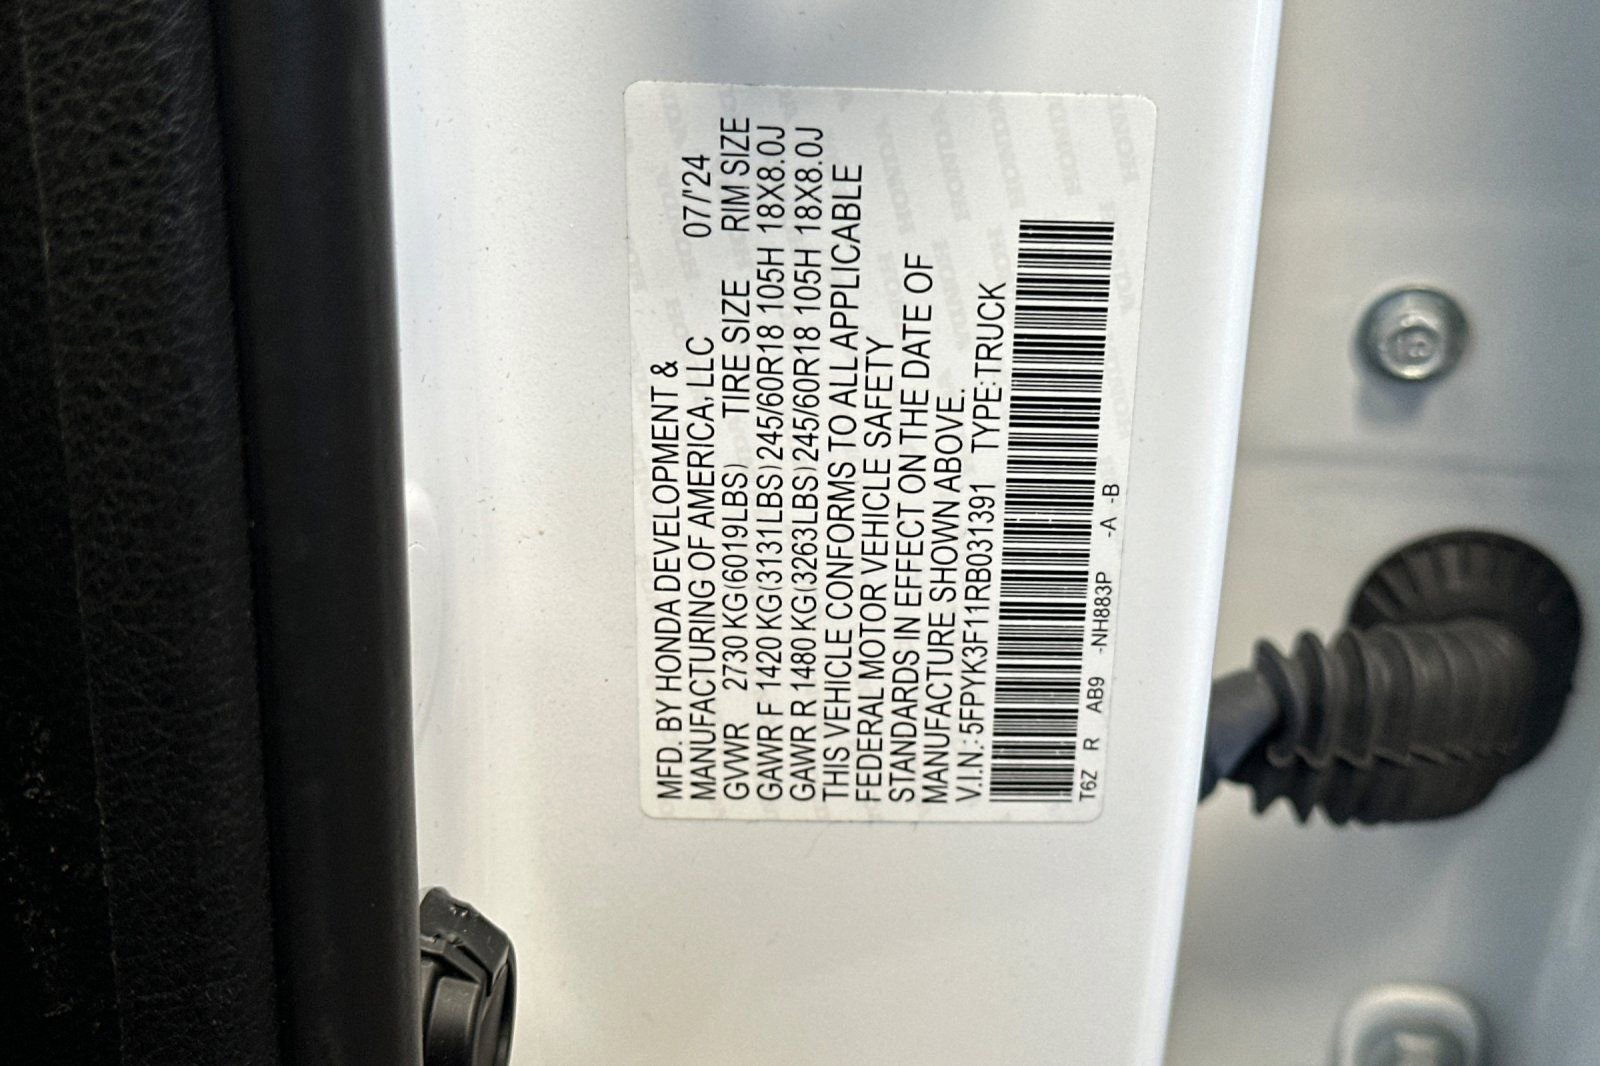 MFD. BY HONDA DEVELOPMENT &
MANUFACTURING OF AMERICA, LLC 07/'24
GVWR 2730 KG(6019LBS) TIRE SIZE RIM SIZE
GAWR F 1420 KG(3131LBS) 245/60R18 105H 18X8.0J
GAWR R 1480 KG(3263LBS) 245/60R18 105H 18X8.0J
THIS VEHICLE CONFORMS TO ALL APPLICABLE
FEDERAL MOTOR VEHICLE SAFETY
STANDARDS IN EFFECT ON THE DATE OF
MANUFACTURE SHOWN ABOVE.
V.I.N.: 5FPYK3F11RB031391 TYPE:TRUCK
T6Z R AB9 -NH883P -A -B